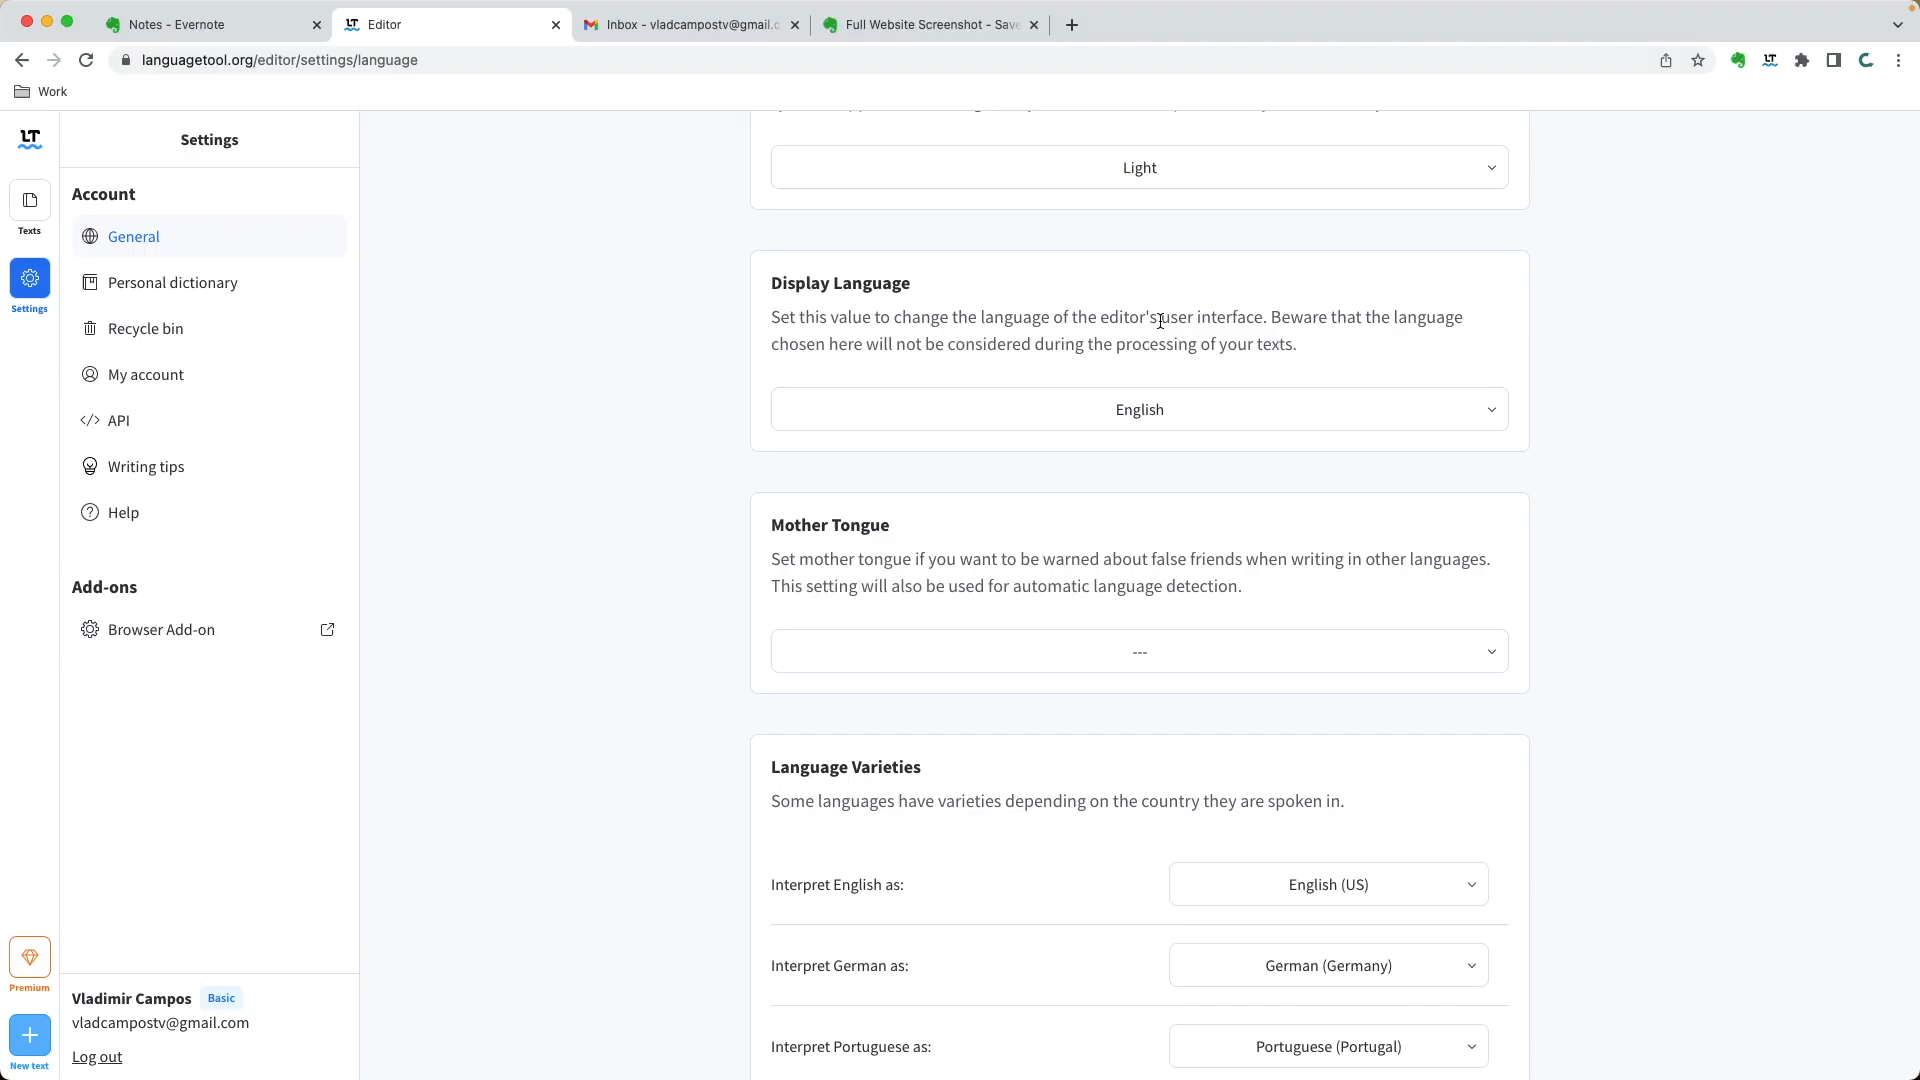 Notes - Evernote
LT Editor
Inbox - vladcampostv@gmail.c
Full Website Screenshot - Save
languagetool.org/editor/settings/language
LT
Work
LT
Settings
Texts
Settings
Account
General
Personal dictionary
Recycle bin
My account
API
Writing tips
Help
Add-ons
Browser Add-on
Light
Display Language
Set this value to change the language of the editor's user interface. Beware that the language
chosen here will not be considered during the processing of your texts.
English
Mother Tongue
Set mother tongue if you want to be warned about false friends when writing in other languages.
This setting will also be used for automatic language detection.
---
Language Varieties
Some languages have varieties depending on the country they are spoken in.
Interpret English as: English (US)
Interpret German as: German (Germany)
Interpret Portuguese as: Portuguese (Portugal)
Premium
Vladimir Campos Basic
vladcampostv@gmail.com
Log out
New text